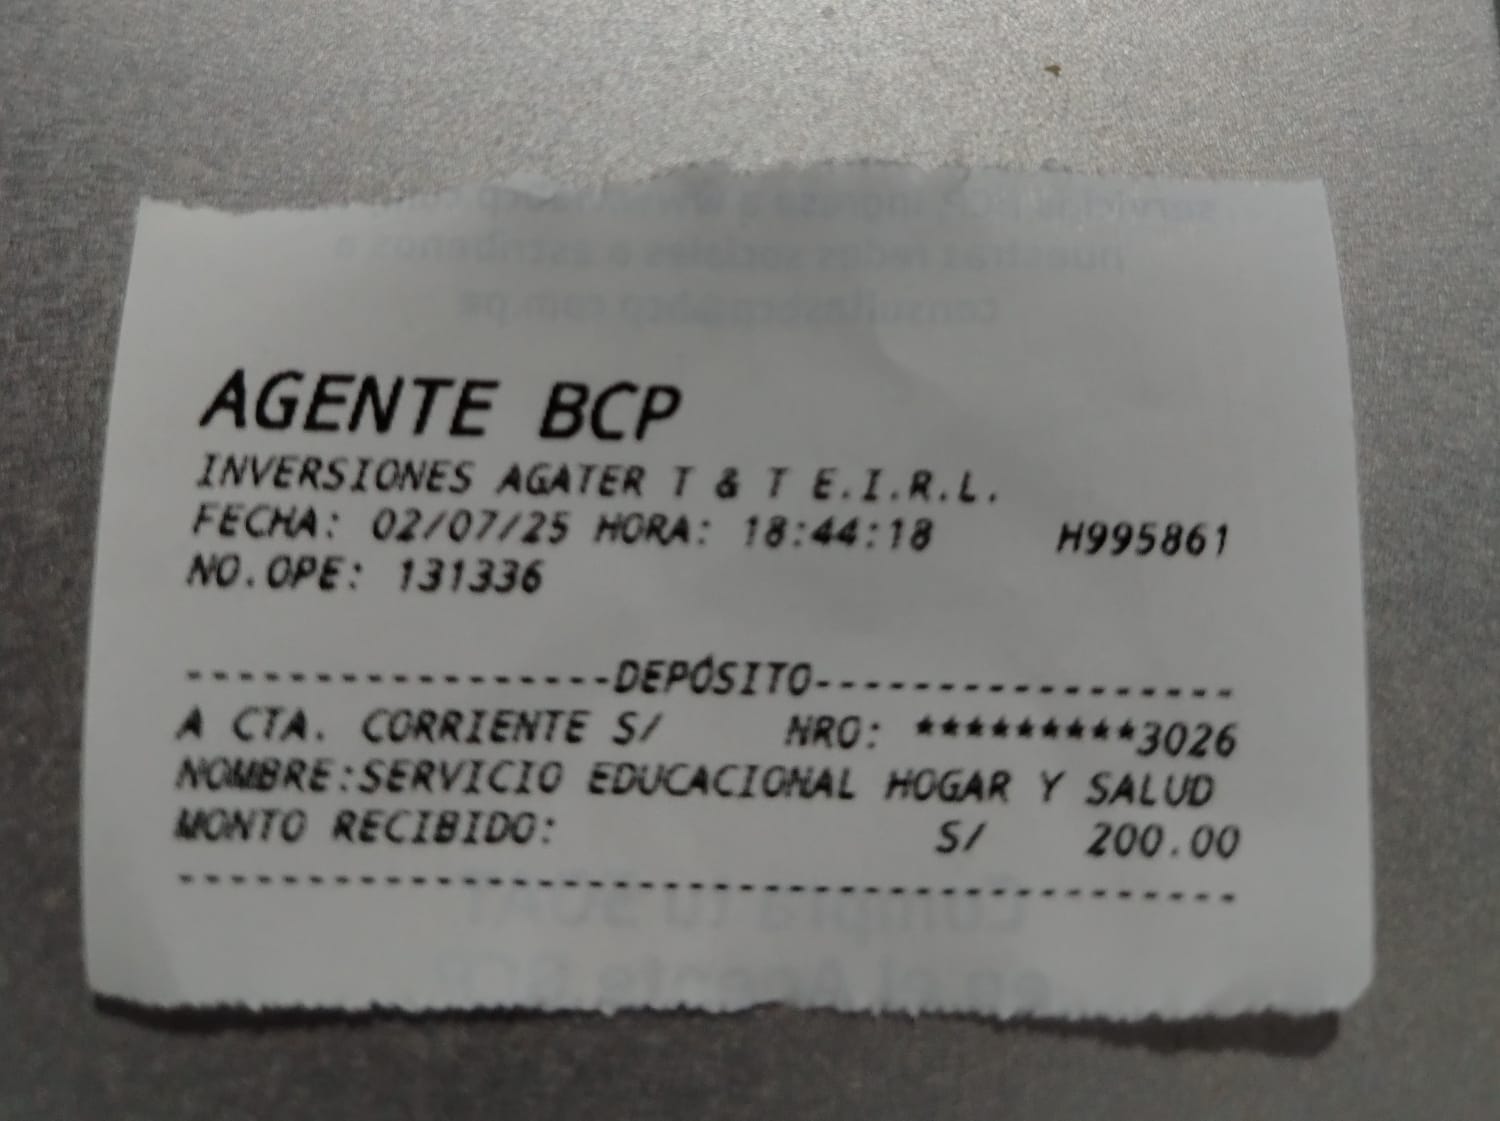 AGENTE BCP
INVERSIONES AGATER T & T E.I.R.L.
FECHA: 02/07/25 HORA: 18:44:18 H995861
NO.OPE: 131336
-----------------DEPÓSITO-----------------
A CTA. CORRIENTE S/ NRO: *********3026
NOMBRE:SERVICIO EDUCACIONAL HOGAR Y SALUD
MONTO RECIBIDO: S/ 200.00
------------------------------------------